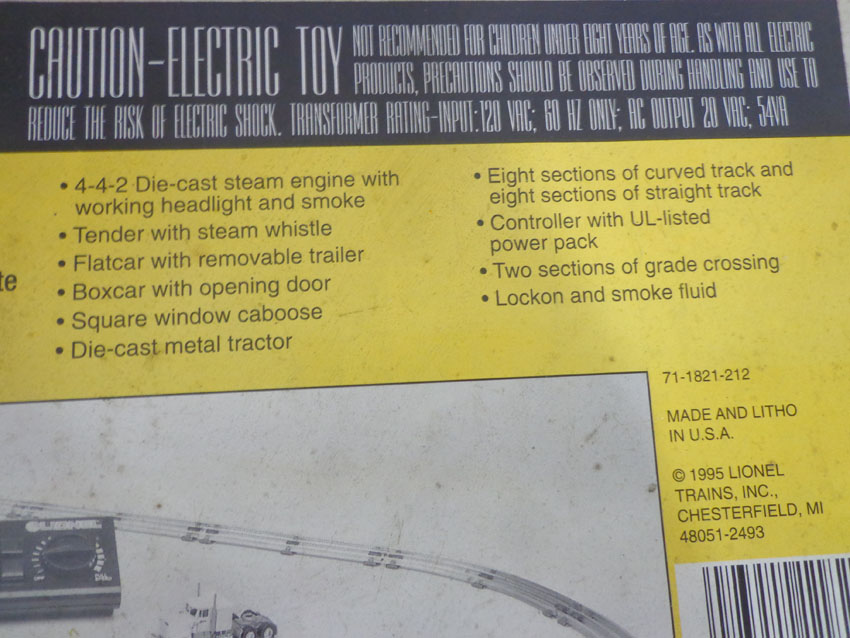 CAUTION-ELECTRIC TOY NOT RECOMMENDED FOR CHILDREN UNDER EIGHT YEARS OF AGE. AS WITH ALL ELECTRIC
PRODUCTS, PRECAUTIONS SHOULD BE OBSERVED DURING HANDLING AND USE TO
REDUCE THE RISK OF ELECTRIC SHOCK. TRANSFORMER RATING-INPUT: 120 VAC; 60 HZ ONLY; AC OUTPUT 20 VAC; 54VA
• 4-4-2 Die-cast steam engine with
working headlight and smoke
• Tender with steam whistle
• Flatcar with removable trailer
• Boxcar with opening door
• Square window caboose
• Die-cast metal tractor
• Eight sections of curved track and
eight sections of straight track
• Controller with UL-listed
power pack
• Two sections of grade crossing
• Lockon and smoke fluid
te
71-1821-212
MADE AND LITHO
IN U.S.A.
© 1995 LIONEL
TRAINS, INC.,
CHESTERFIELD, MI
48051-2493
LIONEL